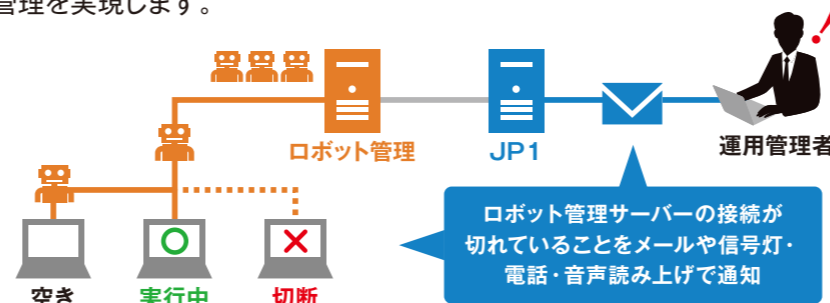 管理を実現します。
ロボット管理
JP1
運用管理者
ロボット管理サーバーの接続が
切れていることをメールや信号灯・
電話・音声読み上げで通知
空き
実行中
切断